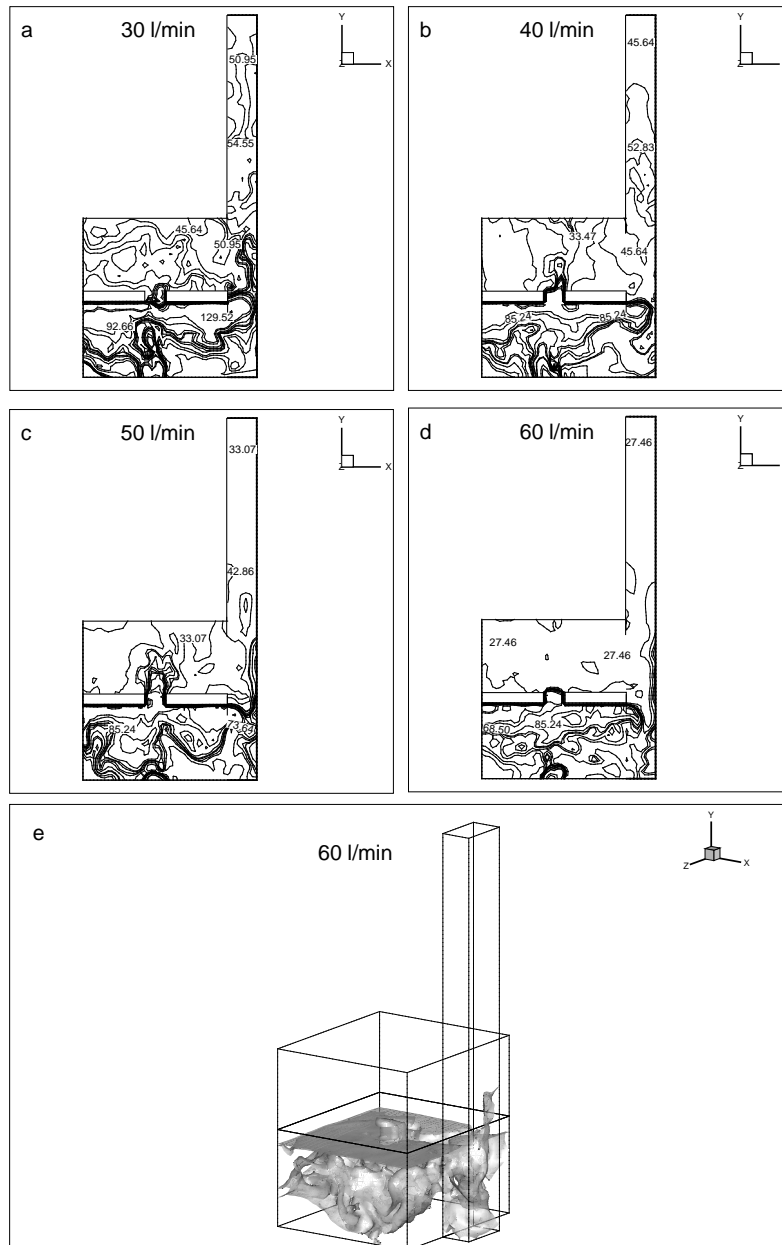 a 30 l/min
Y
Z X
50.95
54.55
45.64
50.95
129.52
92.66
b 40 l/min
Y
Z
45.64
52.83
33.47
45.64
85.24 85.24
c 50 l/min
Y
Z X
33.07
42.86
33.07
85.24 73.64
d 60 l/min
Y
Z
27.46
27.46
27.46
68.50 85.24
e
60 l/min
Y
Z X